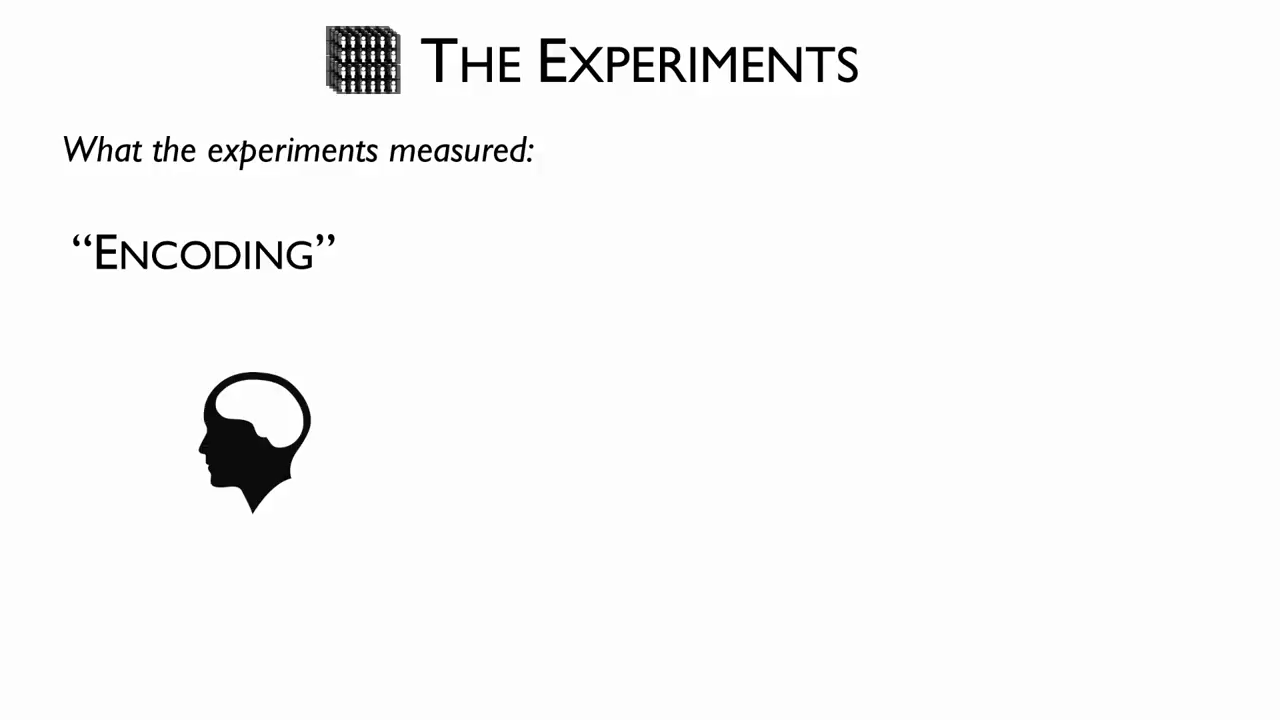 THE EXPERIMENTS
What the experiments measured:
“ENCODING”